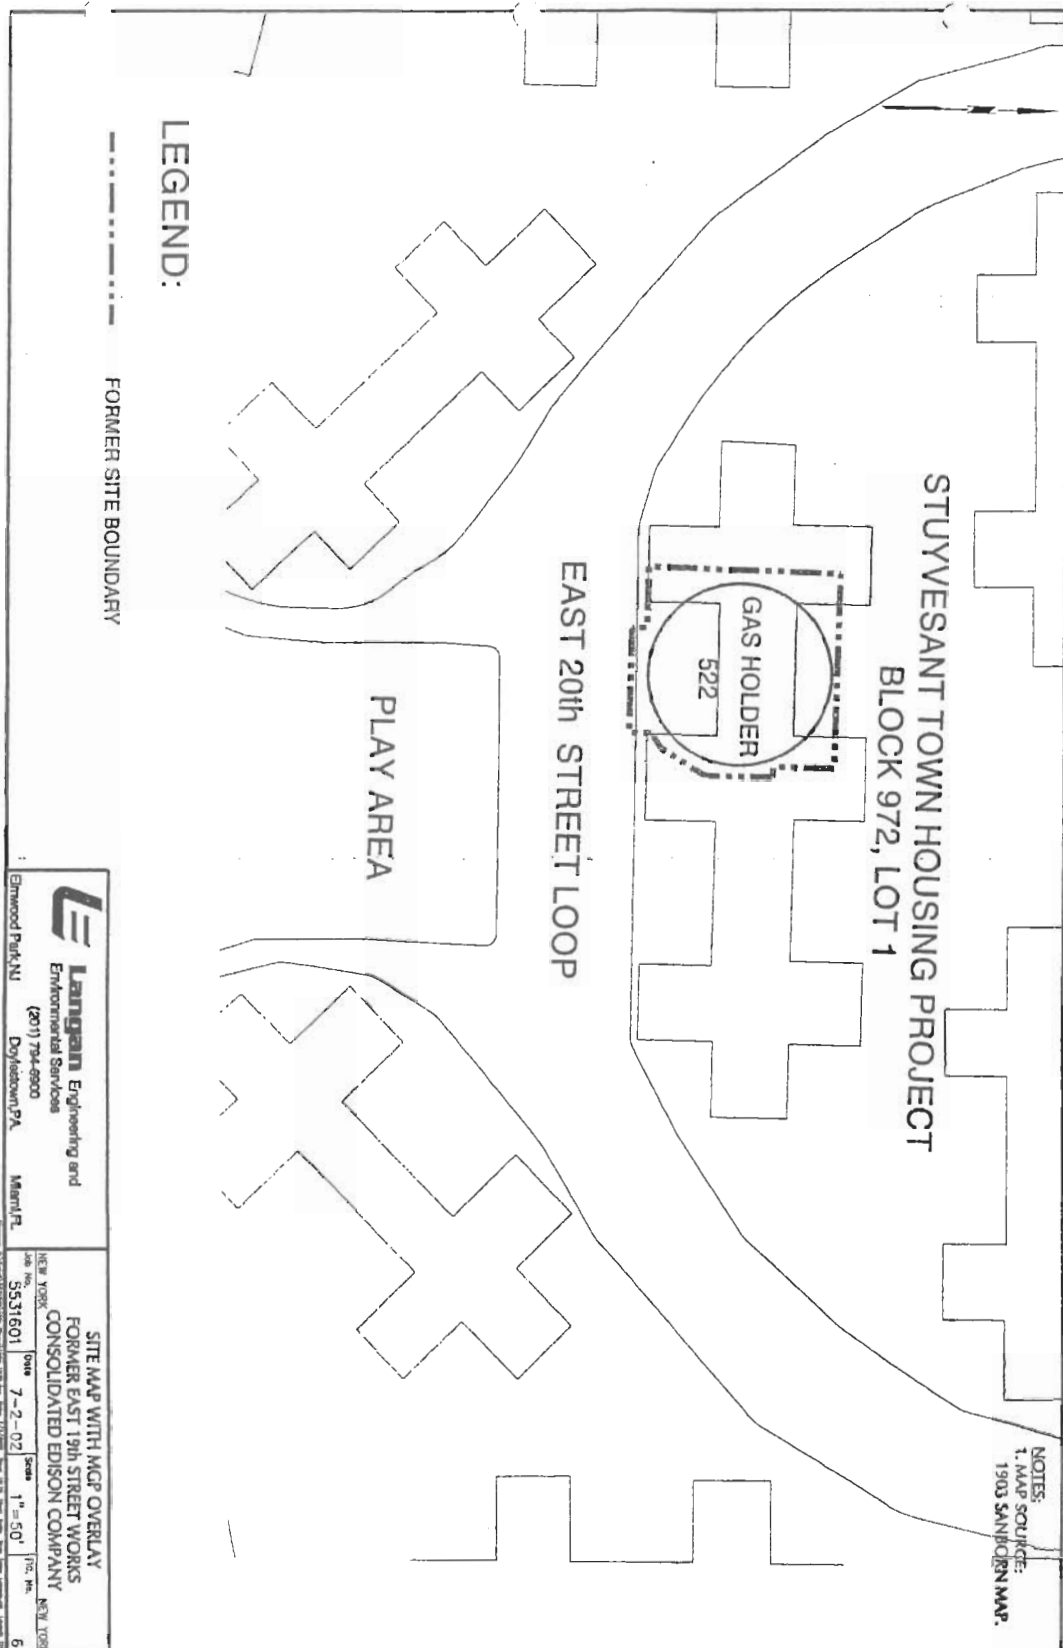 NOTES:
1. MAP SOURCE:
1903 SANBORN MAP.
STUYVESANT TOWN HOUSING PROJECT
BLOCK 972, LOT 1
GAS HOLDER
522
EAST 20th STREET LOOP
PLAY AREA
LEGEND:
FORMER SITE BOUNDARY
Langan Engineering and
Environmental Services
(201) 794-6900
Elmwood Park,NJ Doylestown,PA Miami,FL
SITE MAP WITH MGP OVERLAY
FORMER EAST 19th STREET WORKS
CONSOLIDATED EDISON COMPANY
NEW YORK NEW YORK
Job No. 5531601 Date 7-2-02 Scale 1"=50' FIG. No. 6